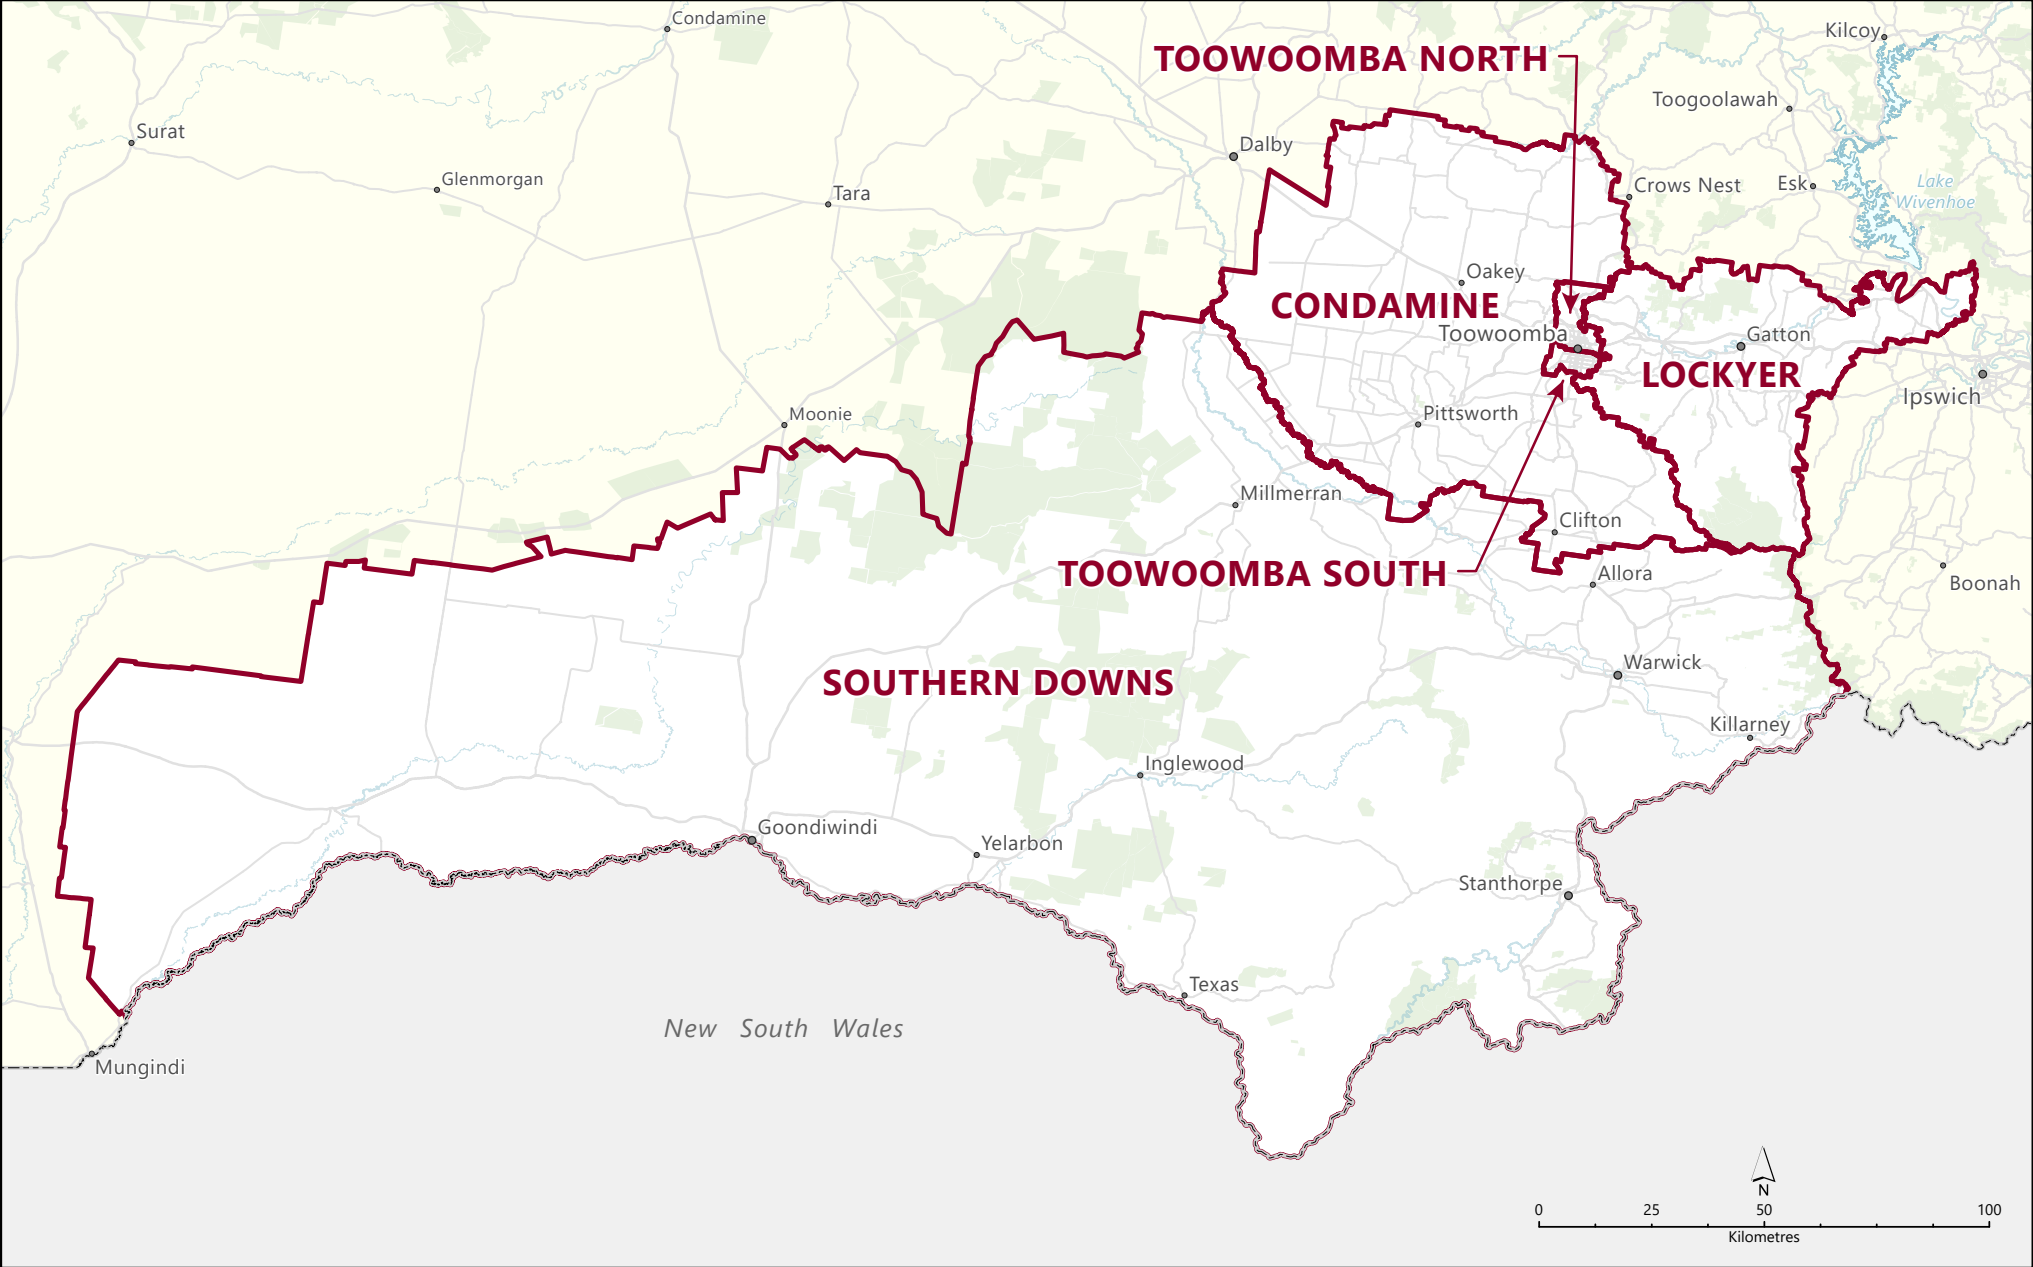 Condamine
Kilcoy
TOOWOOMBA NORTH
Toogoolawah
Surat
Dalby
Glenmorgan
Tara
Crows Nest
Esk
Lake
Wivenhoe
Oakey
CONDAMINE
Toowoomba
Gatton
LOCKYER
Ipswich
Moonie
Pittsworth
Millmerran
Clifton
TOOWOOMBA SOUTH
Allora
Boonah
SOUTHERN DOWNS
Warwick
Killarney
Inglewood
Goondiwindi
Yelarbon
Stanthorpe
Texas
New South Wales
Mungindi
N
0 25 50 100
Kilometres